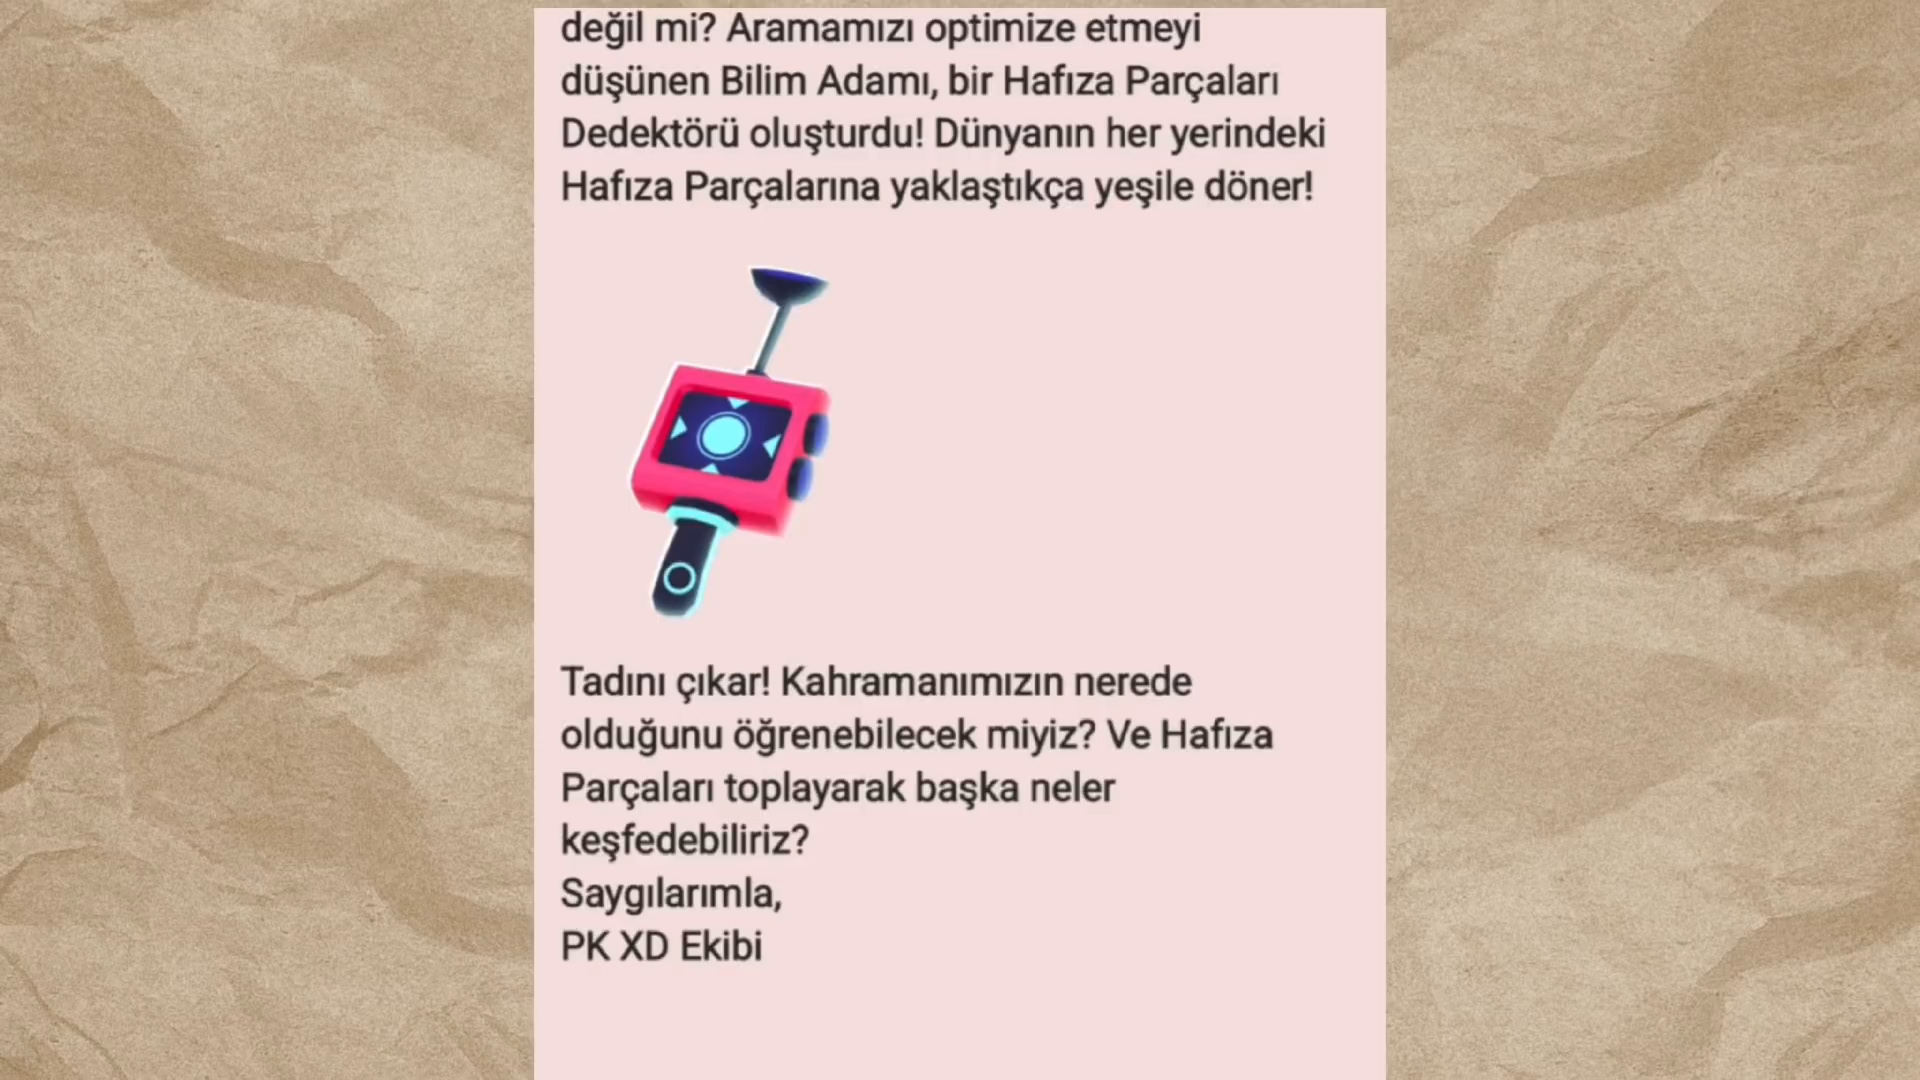 değil mi? Aramamızı optimize etmeyi
düşünen Bilim Adamı, bir Hafıza Parçaları
Dedektörü oluşturdu! Dünyanın her yerindeki
Hafıza Parçalarına yaklaştıkça yeşile döner!
Tadını çıkar! Kahramanımızın nerede
olduğunu öğrenebilecek miyiz? Ve Hafıza
Parçaları toplayarak başka neler
keşfedebiliriz?
Saygılarımla,
PK XD Ekibi